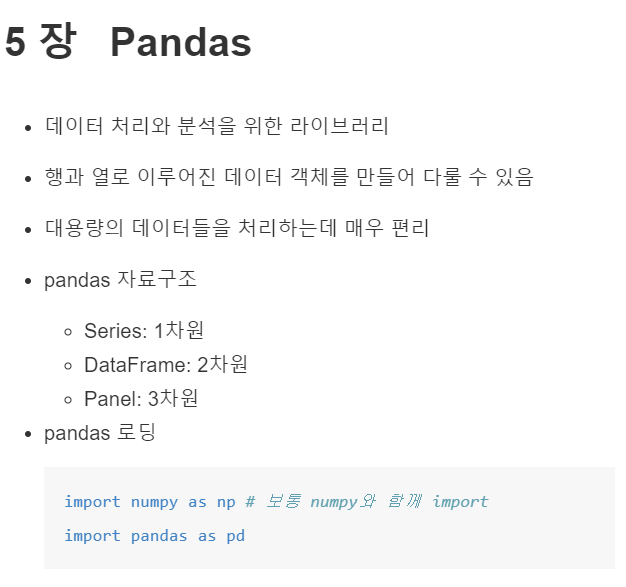 5 장 Pandas
데이터 처리와 분석을 위한 라이브러리
행과 열로 이루어진 데이터 객체를 만들어 다룰 수 있음
대용량의 데이터들을 처리하는데 매우 편리
pandas 자료구조
Series: 1차원
DataFrame: 2차원
Panel: 3차원
pandas 로딩
import numpy as np # 보통 numpy와 함께 import
import pandas as pd